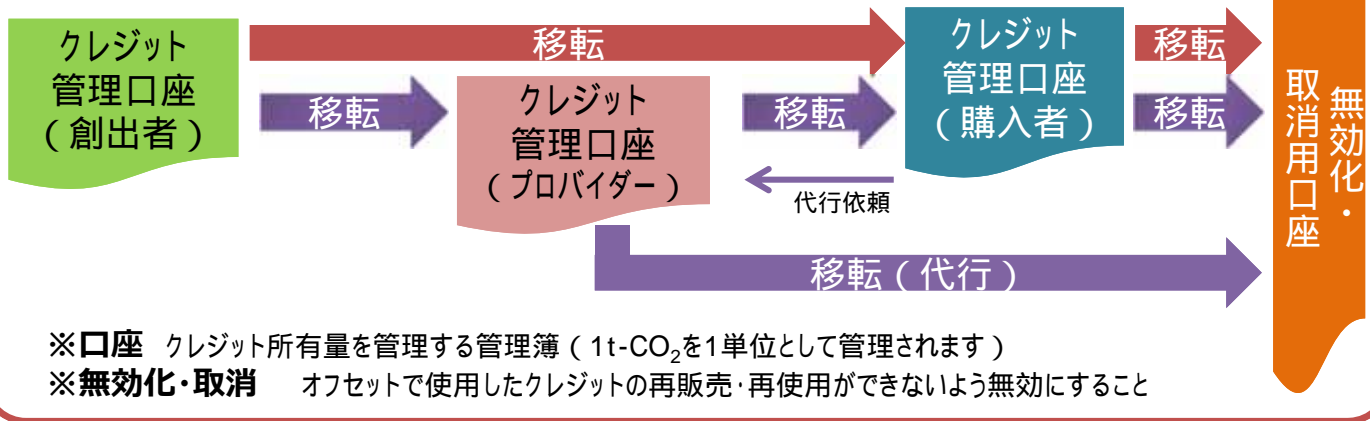 クレジット
管理口座
(創出者)
移転
クレジット
管理口座
(購入者)
移転
移転
クレジット
管理口座
(プロバイダー)
移転
移転
代行依頼
移転(代行)
無効化・
取消用口座
※口座 クレジット所有量を管理する管理簿(1t-CO₂を1単位として管理されます)
※無効化・取消 オフセットで使用したクレジットの再販売・再使用ができないよう無効にすること